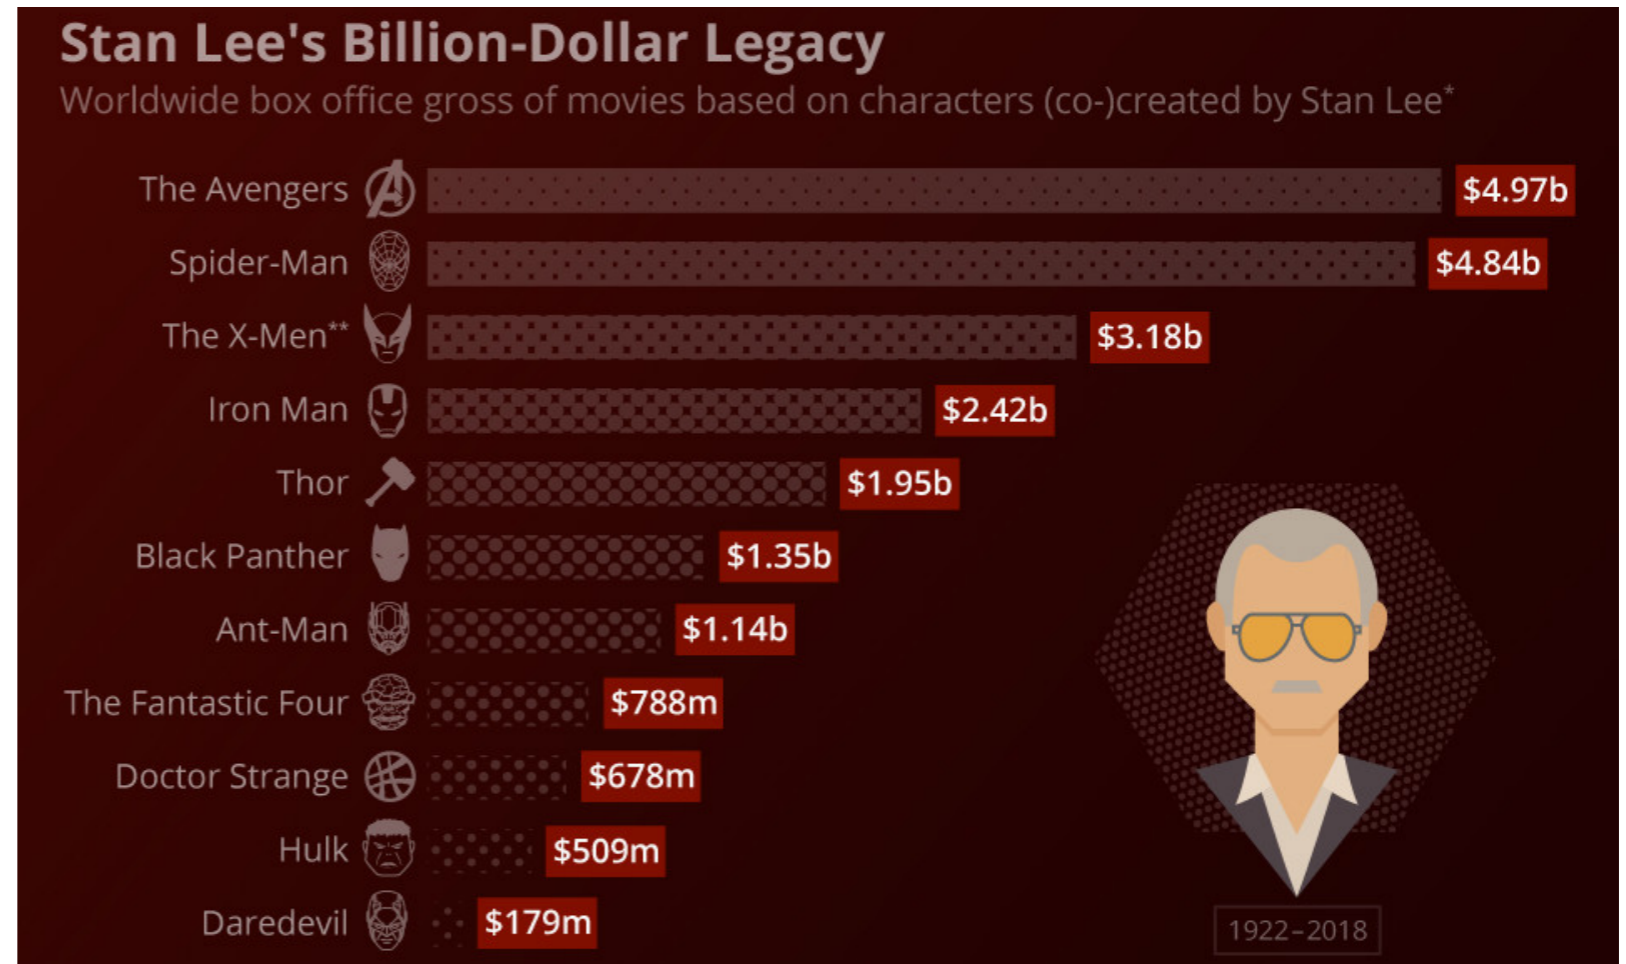 Stan Lee's Billion-Dollar Legacy
Worldwide box office gross of movies based on characters (co-)created by Stan Lee*
The Avengers $4.97b
Spider-Man $4.84b
The X-Men** $3.18b
Iron Man $2.42b
Thor $1.95b
Black Panther $1.35b
Ant-Man $1.14b
The Fantastic Four $788m
Doctor Strange $678m
Hulk $509m
Daredevil $179m
1922–2018